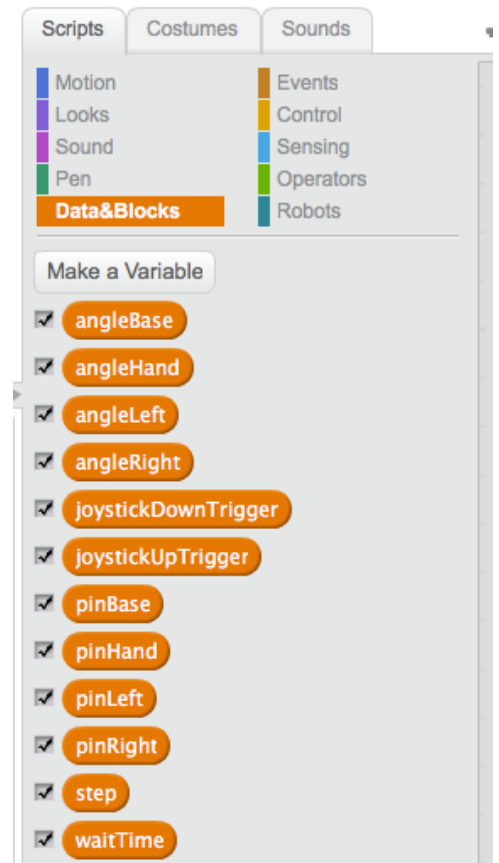 Scripts Costumes Sounds
Motion Events
Looks Control
Sound Sensing
Pen Operators
Data&Blocks Robots
Make a Variable
angleBase
angleHand
angleLeft
angleRight
joystickDownTrigger
joystickUpTrigger
pinBase
pinHand
pinLeft
pinRight
step
waitTime